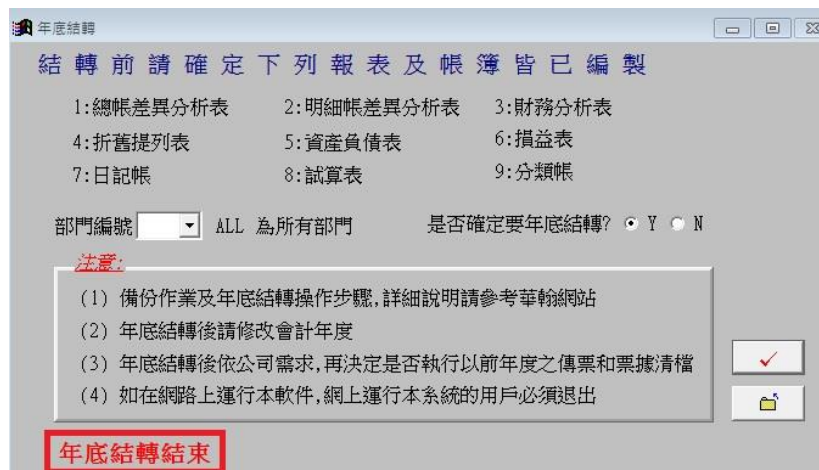 年底結轉
結轉前請確定下列報表及帳簿皆已編製
1:總帳差異分析表 2:明細帳差異分析表 3:財務分析表
4:折舊提列表 5:資產負債表 6:損益表
7:日記帳 8:試算表 9:分類帳
部門編號 ALL 為所有部門 是否確定要年底結轉? Y N
注意:
(1) 備份作業及年底結轉操作步驟,詳細說明請參考華翰網站
(2) 年底結轉後請修改會計年度
(3) 年底結轉後依公司需求,再決定是否執行以前年度之傳票和票據清檔
(4) 如在網路上運行本軟件,網上運行本系統的用戶必須退出
年底結轉結束